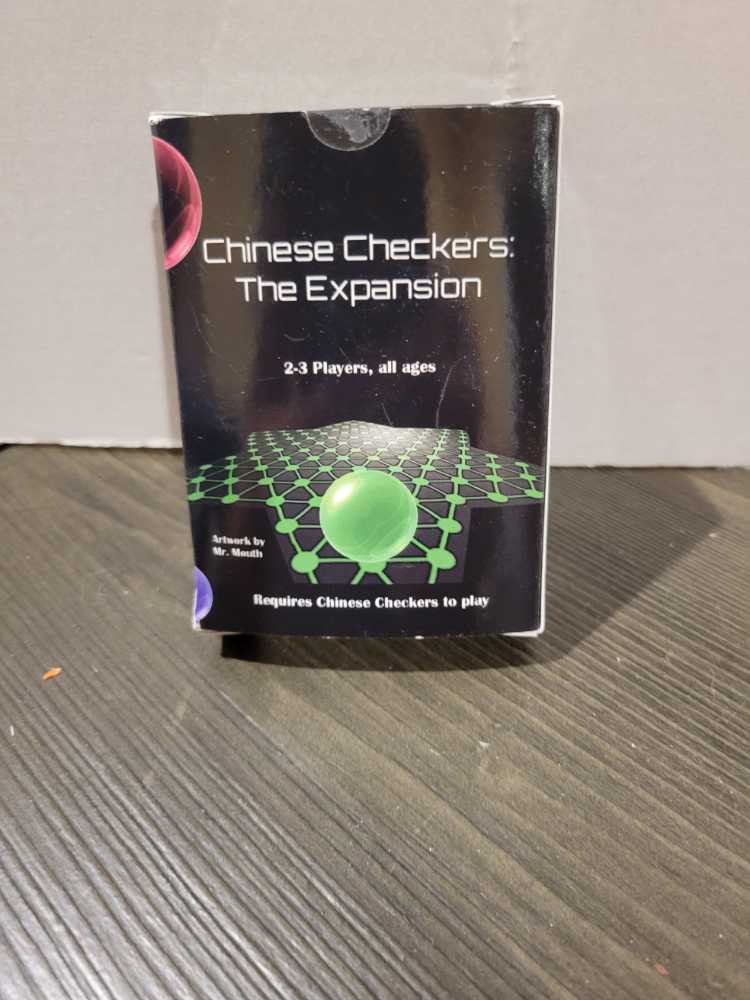 Chinese Checkers:
The Expansion
2-3 Players, all ages
Artwork by
Mr. Mouth
Requires Chinese Checkers to play